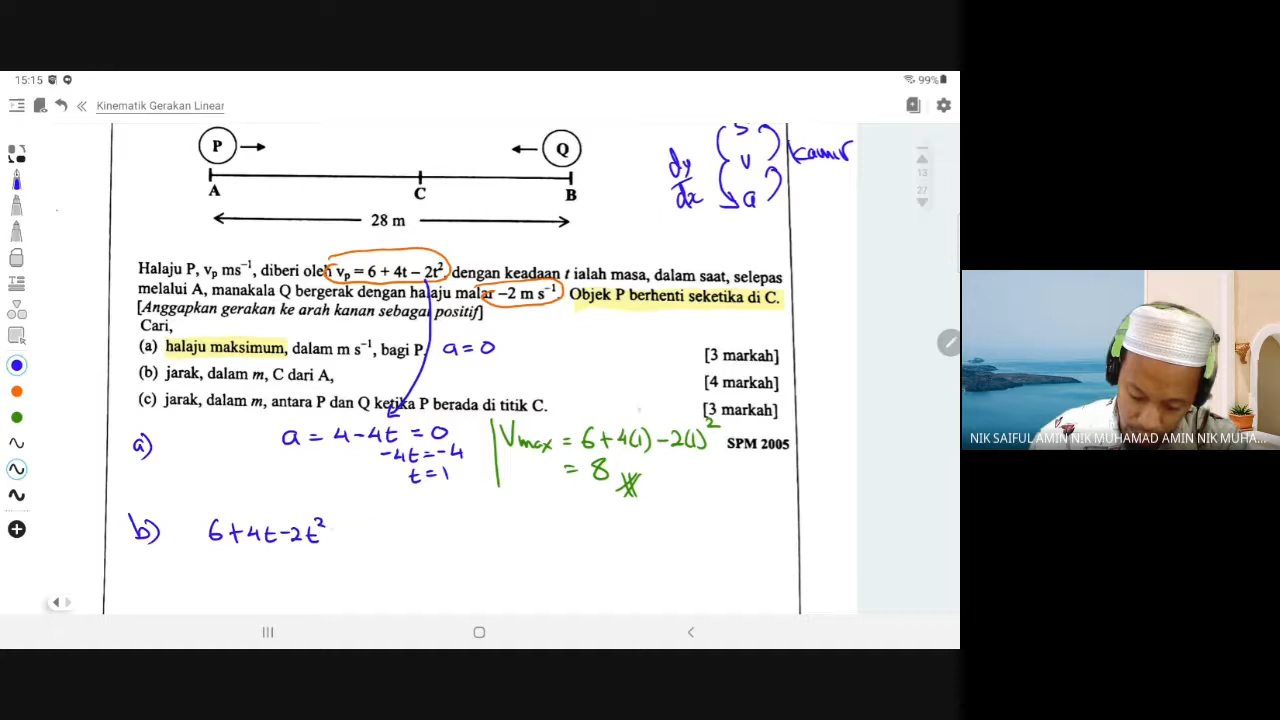 15:15
99%
Kinematik Gerakan Linear
P
Q
A
C
B
28 m
dy/dx
s
v
a
kamir
13
27
Halaju P, vₚ ms⁻¹, diberi oleh vₚ = 6 + 4t – 2t², dengan keadaan t ialah masa, dalam saat, selepas
melalui A, manakala Q bergerak dengan halaju malar –2 m s⁻¹. Objek P berhenti seketika di C.
[Anggapkan gerakan ke arah kanan sebagai positif]
Cari,
(a) halaju maksimum, dalam m s⁻¹, bagi P, a = 0 [3 markah]
(b) jarak, dalam m, C dari A, [4 markah]
(c) jarak, dalam m, antara P dan Q ketika P berada di titik C. [3 markah]
SPM 2005
a) a = 4 – 4t = 0
-4t = -4
t = 1
Vmax = 6 + 4(1) – 2(1)²
= 8
b) 6 + 4t – 2t²
NIK SAIFUL AMIN NIK MUHAMAD AMIN NIK MUHA...